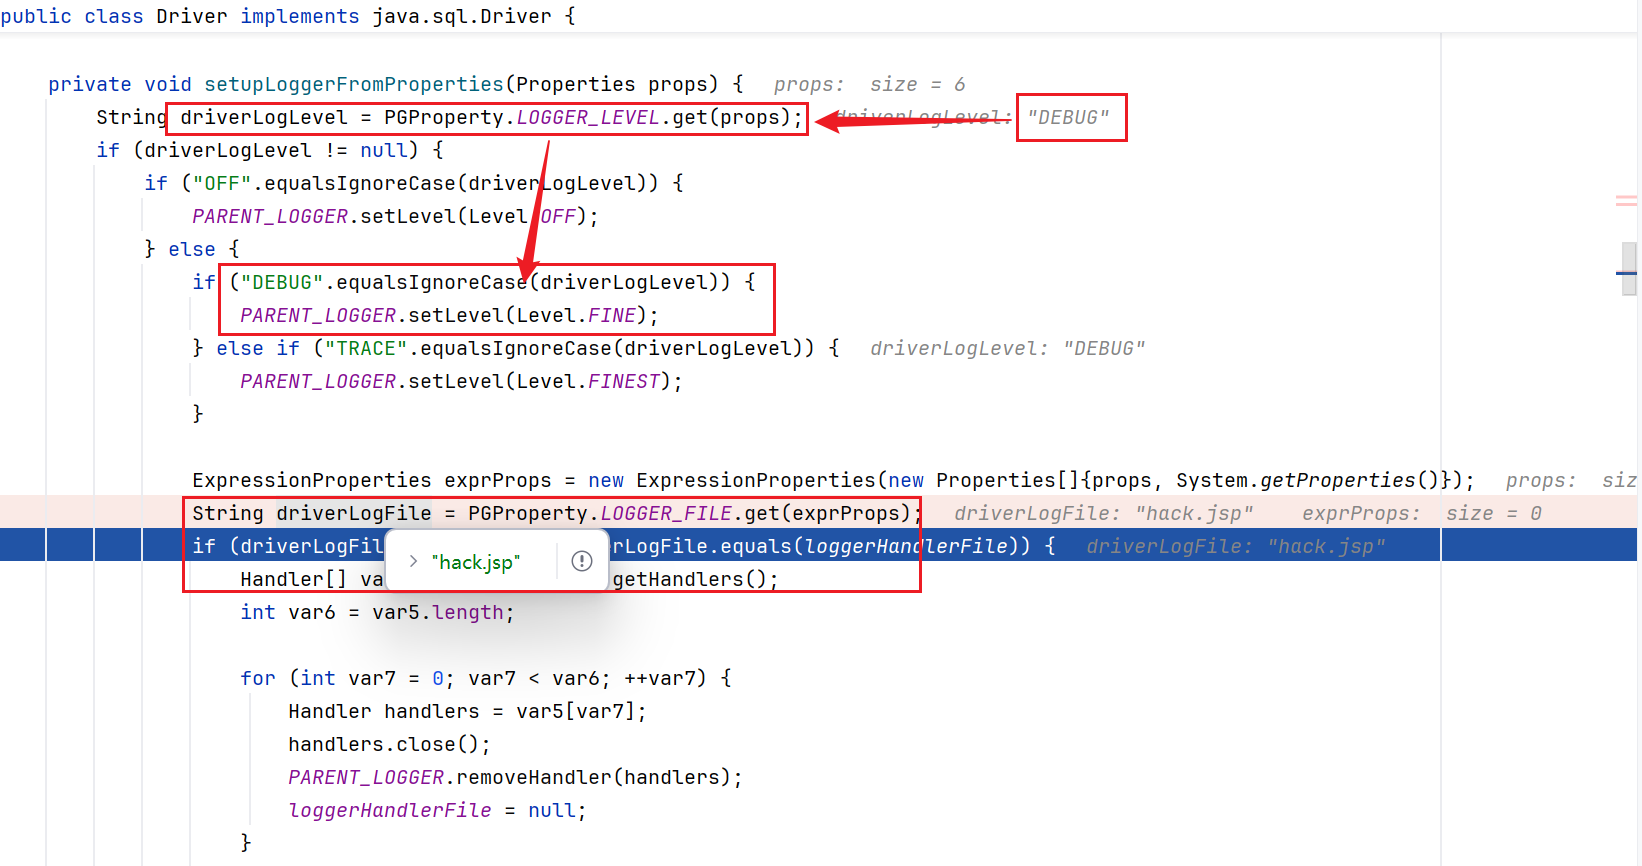 public class Driver implements java.sql.Driver {
private void setupLoggerFromProperties(Properties props) { props: size = 6
String driverLogLevel = PGProperty.LOGGER_LEVEL.get(props); driverLogLevel: "DEBUG"
if (driverLogLevel != null) {
if ("OFF".equalsIgnoreCase(driverLogLevel)) {
PARENT_LOGGER.setLevel(Level.OFF);
} else {
if ("DEBUG".equalsIgnoreCase(driverLogLevel)) {
PARENT_LOGGER.setLevel(Level.FINE);
} else if ("TRACE".equalsIgnoreCase(driverLogLevel)) { driverLogLevel: "DEBUG"
PARENT_LOGGER.setLevel(Level.FINEST);
}
ExpressionProperties exprProps = new ExpressionProperties(new Properties[]{props, System.getProperties()}); props: siz
String driverLogFile = PGProperty.LOGGER_FILE.get(exprProps); driverLogFile: "hack.jsp" exprProps: size = 0
if (driverLogFil rLogFile.equals(loggerHandlerFile)) { driverLogFile: "hack.jsp"
"hack.jsp"
Handler[] va getHandlers();
int var6 = var5.length;
for (int var7 = 0; var7 < var6; ++var7) {
Handler handlers = var5[var7];
handlers.close();
PARENT_LOGGER.removeHandler(handlers);
loggerHandlerFile = null;
}